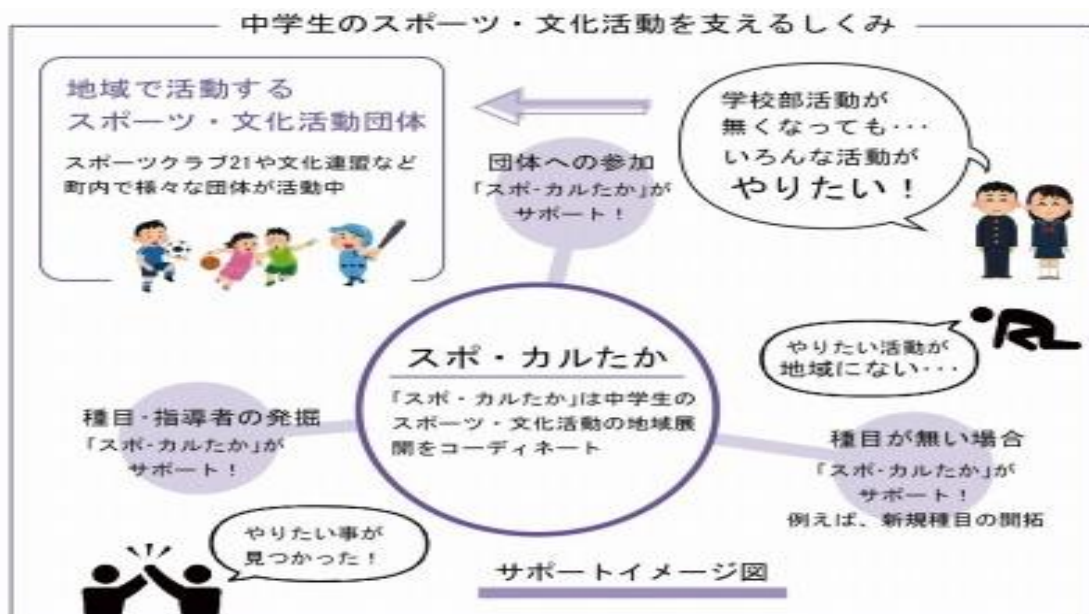 中学生のスポーツ・文化活動を支えるしくみ
地域で活動する
スポーツ・文化活動団体
スポーツクラブ21や文化連盟など
町内で様々な団体が活動中
学校部活動が
無くなっても・・・
いろんな活動が
やりたい!
団体への参加
「スポ・カルたか」が
サポート!
スポ・カルたか
「スポ・カルたか」は中学生の
スポーツ・文化活動の地域展
開をコーディネート
やりたい活動が
地域にない・・・
種目・指導者の発掘
「スポ・カルたか」が
サポート!
種目が無い場合
「スポ・カルたか」が
サポート!
例えば、新規種目の開拓
やりたい事が
見つかった!
サポートイメージ図